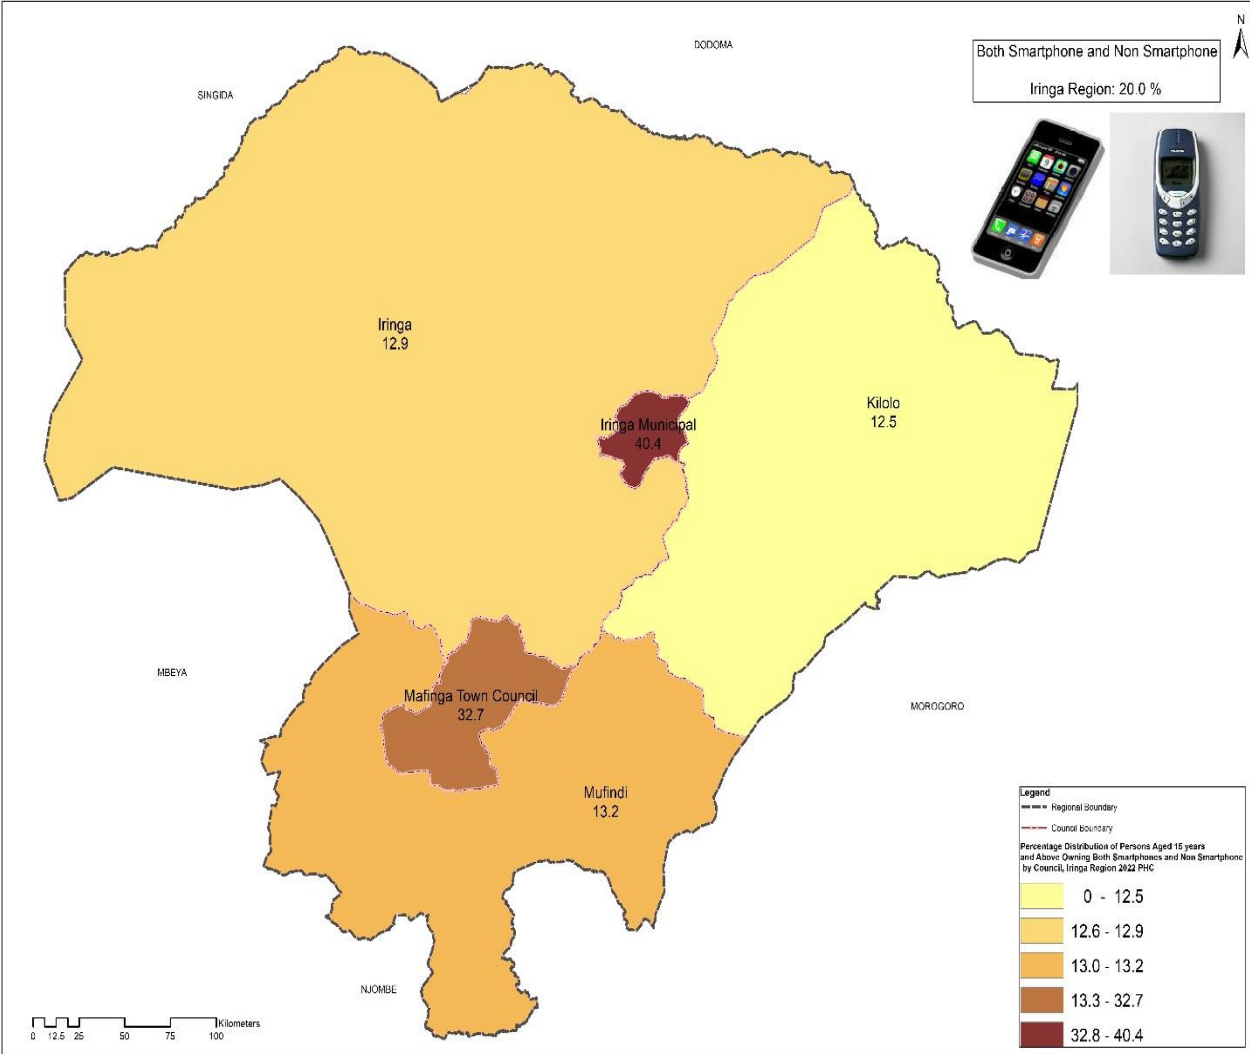 N
DODOMA
Both Smartphone and Non Smartphone
Iringa Region: 20.0 %
SINGIDA
Iringa
12.9
Kilolo
12.5
Iringa Municipal
40.4
MBEYA
Mafinga Town Council
32.7
MOROGORO
Mufindi
13.2
NJOMBE
Legend
Regional Boundary
Council Boundary
Percentage Distribution of Persons Aged 15 years
and Above Owning Both Smartphones and Non Smartphone
by Council, Iringa Region 2022 PHC
0 - 12.5
12.6 - 12.9
13.0 - 13.2
13.3 - 32.7
32.8 - 40.4
Kilometers
0 12.5 25 50 75 100